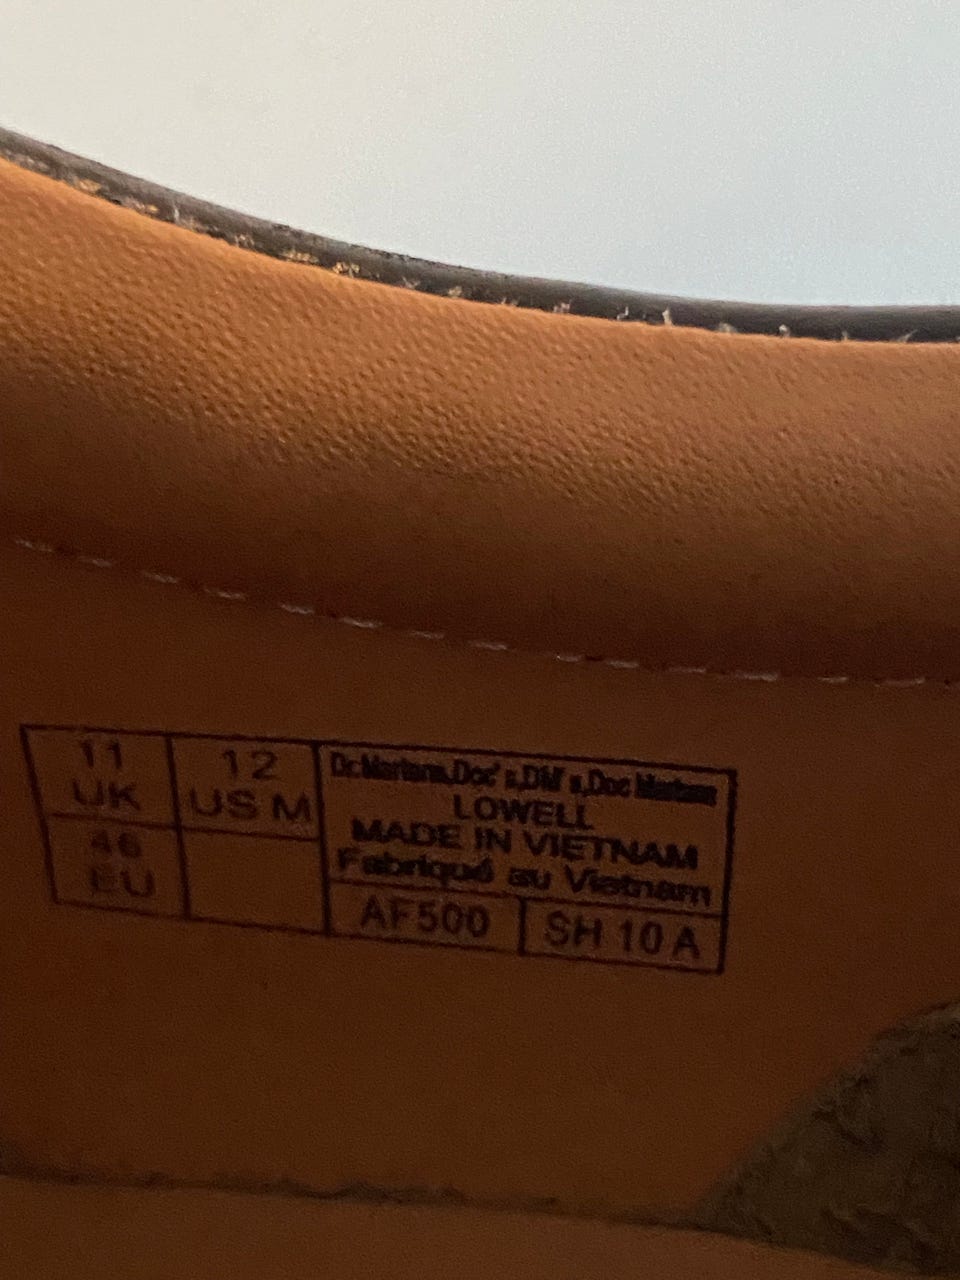 11
UK
12
US M
46
EU
Dr.Martens,Doc's,DM's,Doc Martens
LOWELL
MADE IN VIETNAM
Fabriqué au Vietnam
AF500
SH 10 A